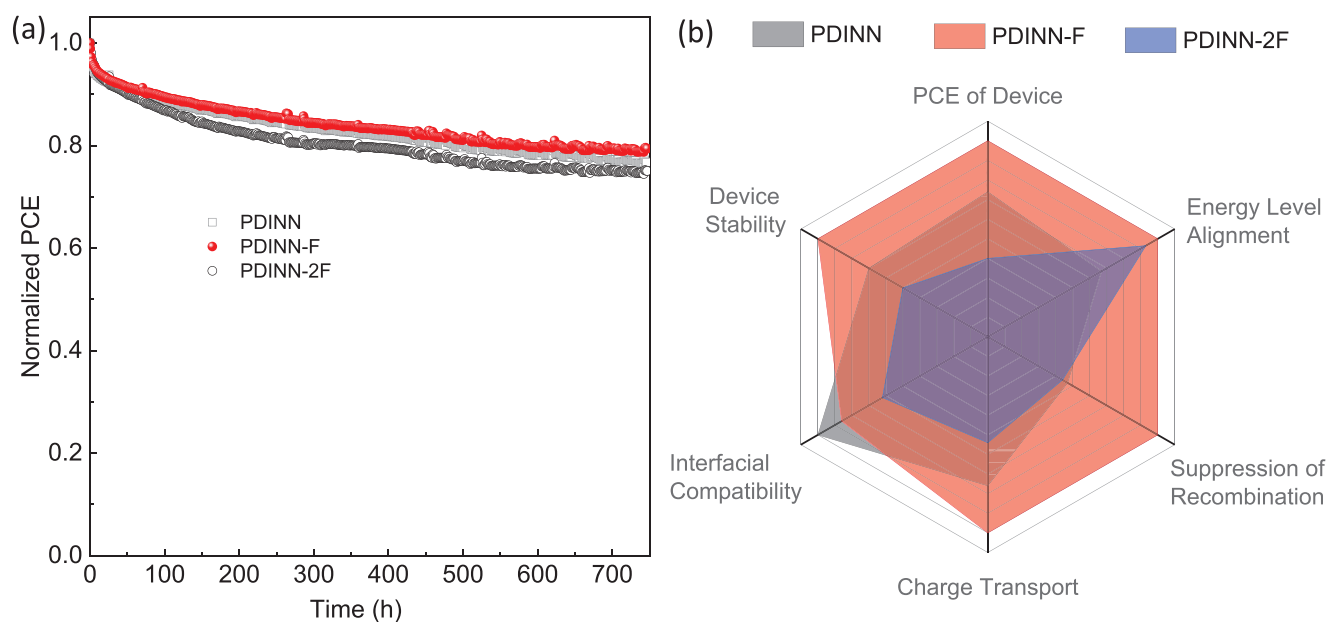 (a)
1.0
0.8
0.6
0.4
0.2
0.0
Normalized PCE
PDINN
PDINN-F
PDINN-2F
0 100 200 300 400 500 600 700
Time (h)
(b)
PDINN PDINN-F PDINN-2F
PCE of Device
Device
Stability
Energy Level
Alignment
Interfacial
Compatibility
Suppression of
Recombination
Charge Transport